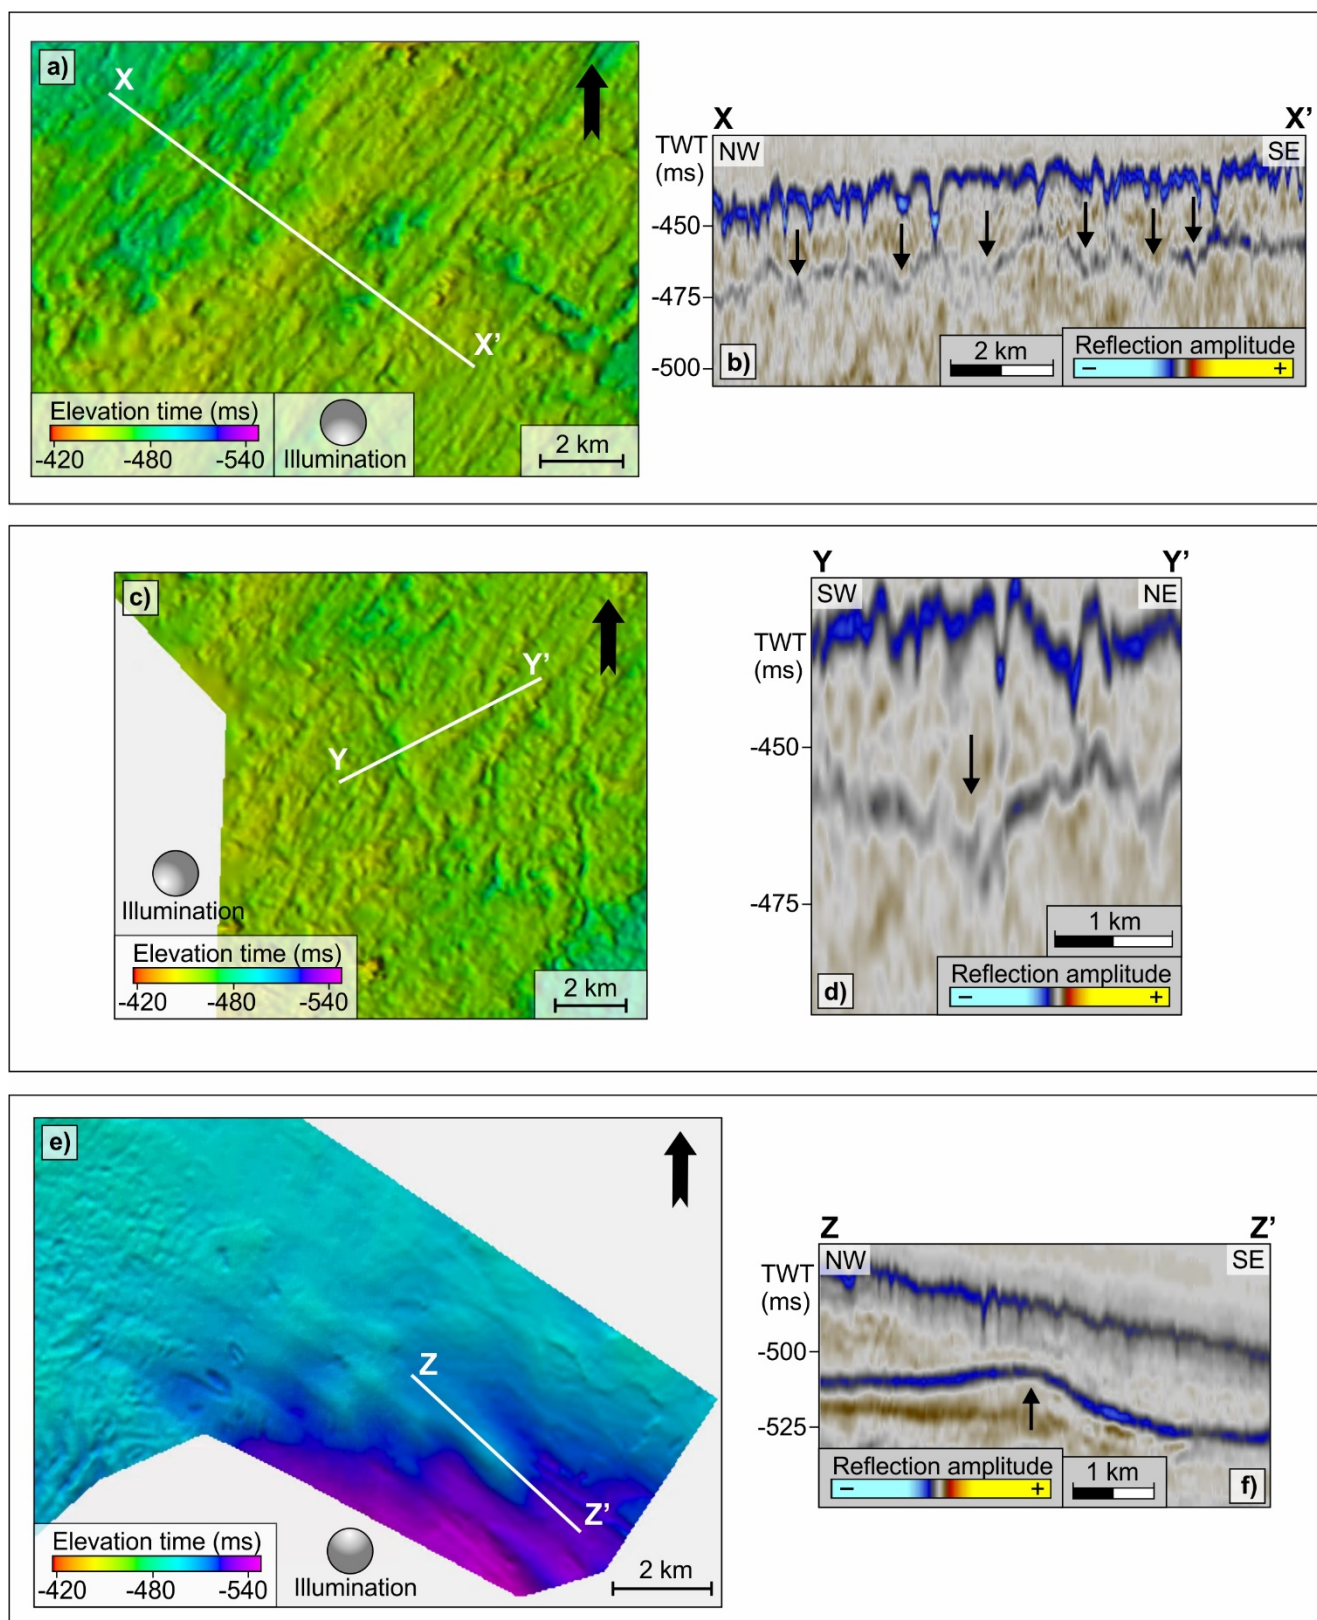 a)
X
X'
Elevation time (ms)
-420 -480 -540
Illumination
2 km
X X'
NW SE
TWT
(ms)
-450
-475
-500
b)
2 km
Reflection amplitude
− +
c)
Y'
Y
Illumination
Elevation time (ms)
-420 -480 -540
2 km
Y Y'
SW NE
TWT
(ms)
-450
-475
1 km
d)
Reflection amplitude
− +
e)
Z
Z'
Elevation time (ms)
-420 -480 -540
Illumination
2 km
Z Z'
NW SE
TWT
(ms)
-500
-525
Reflection amplitude
− +
1 km
f)